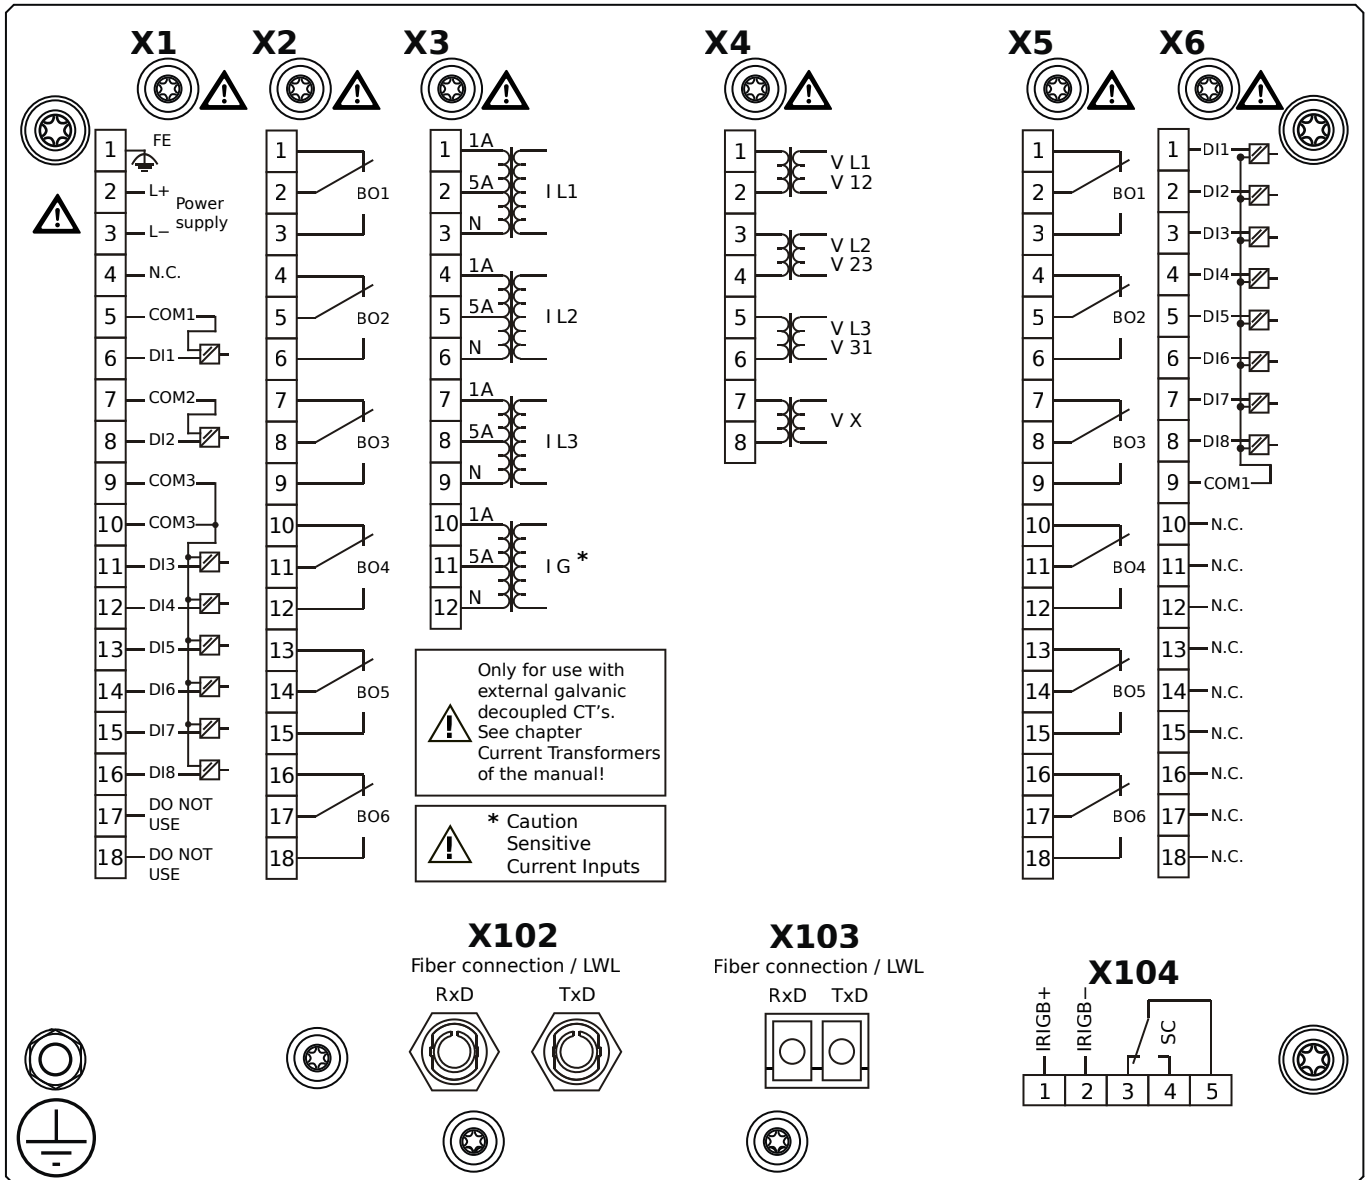 X1 X2 X3 X4 X5 X6
1 FE
2 L+
3 L−
Power
supply
4 N.C.
5 COM1
6 DI1
7 COM2
8 DI2
9 COM3
10 COM3
11 DI3
12 DI4
13 DI5
14 DI6
15 DI7
16 DI8
17 DO NOT
USE
18 DO NOT
USE
1
2 BO1
3
4
5 BO2
6
7
8 BO3
9
10
11 BO4
12
13
14 BO5
15
16
17 BO6
18
1 1A
2 5A I L1
3 N
4 1A
5 5A I L2
6 N
7 1A
8 5A I L3
9 N
10 1A
11 5A I G *
12 N
Only for use with
external galvanic
decoupled CT's.
See chapter
Current Transformers
of the manual!
* Caution
Sensitive
Current Inputs
1 V L1
2 V 12
3 V L2
4 V 23
5 V L3
6 V 31
7 V X
8
1
2 BO1
3
4
5 BO2
6
7
8 BO3
9
10
11 BO4
12
13
14 BO5
15
16
17 BO6
18
1 DI1
2 DI2
3 DI3
4 DI4
5 DI5
6 DI6
7 DI7
8 DI8
9 COM1
10 N.C.
11 N.C.
12 N.C.
13 N.C.
14 N.C.
15 N.C.
16 N.C.
17 N.C.
18 N.C.
X102
Fiber connection / LWL
RxD TxD
X103
Fiber connection / LWL
RxD TxD
X104
IRIGB+
IRIGB−
SC
1 2 3 4 5